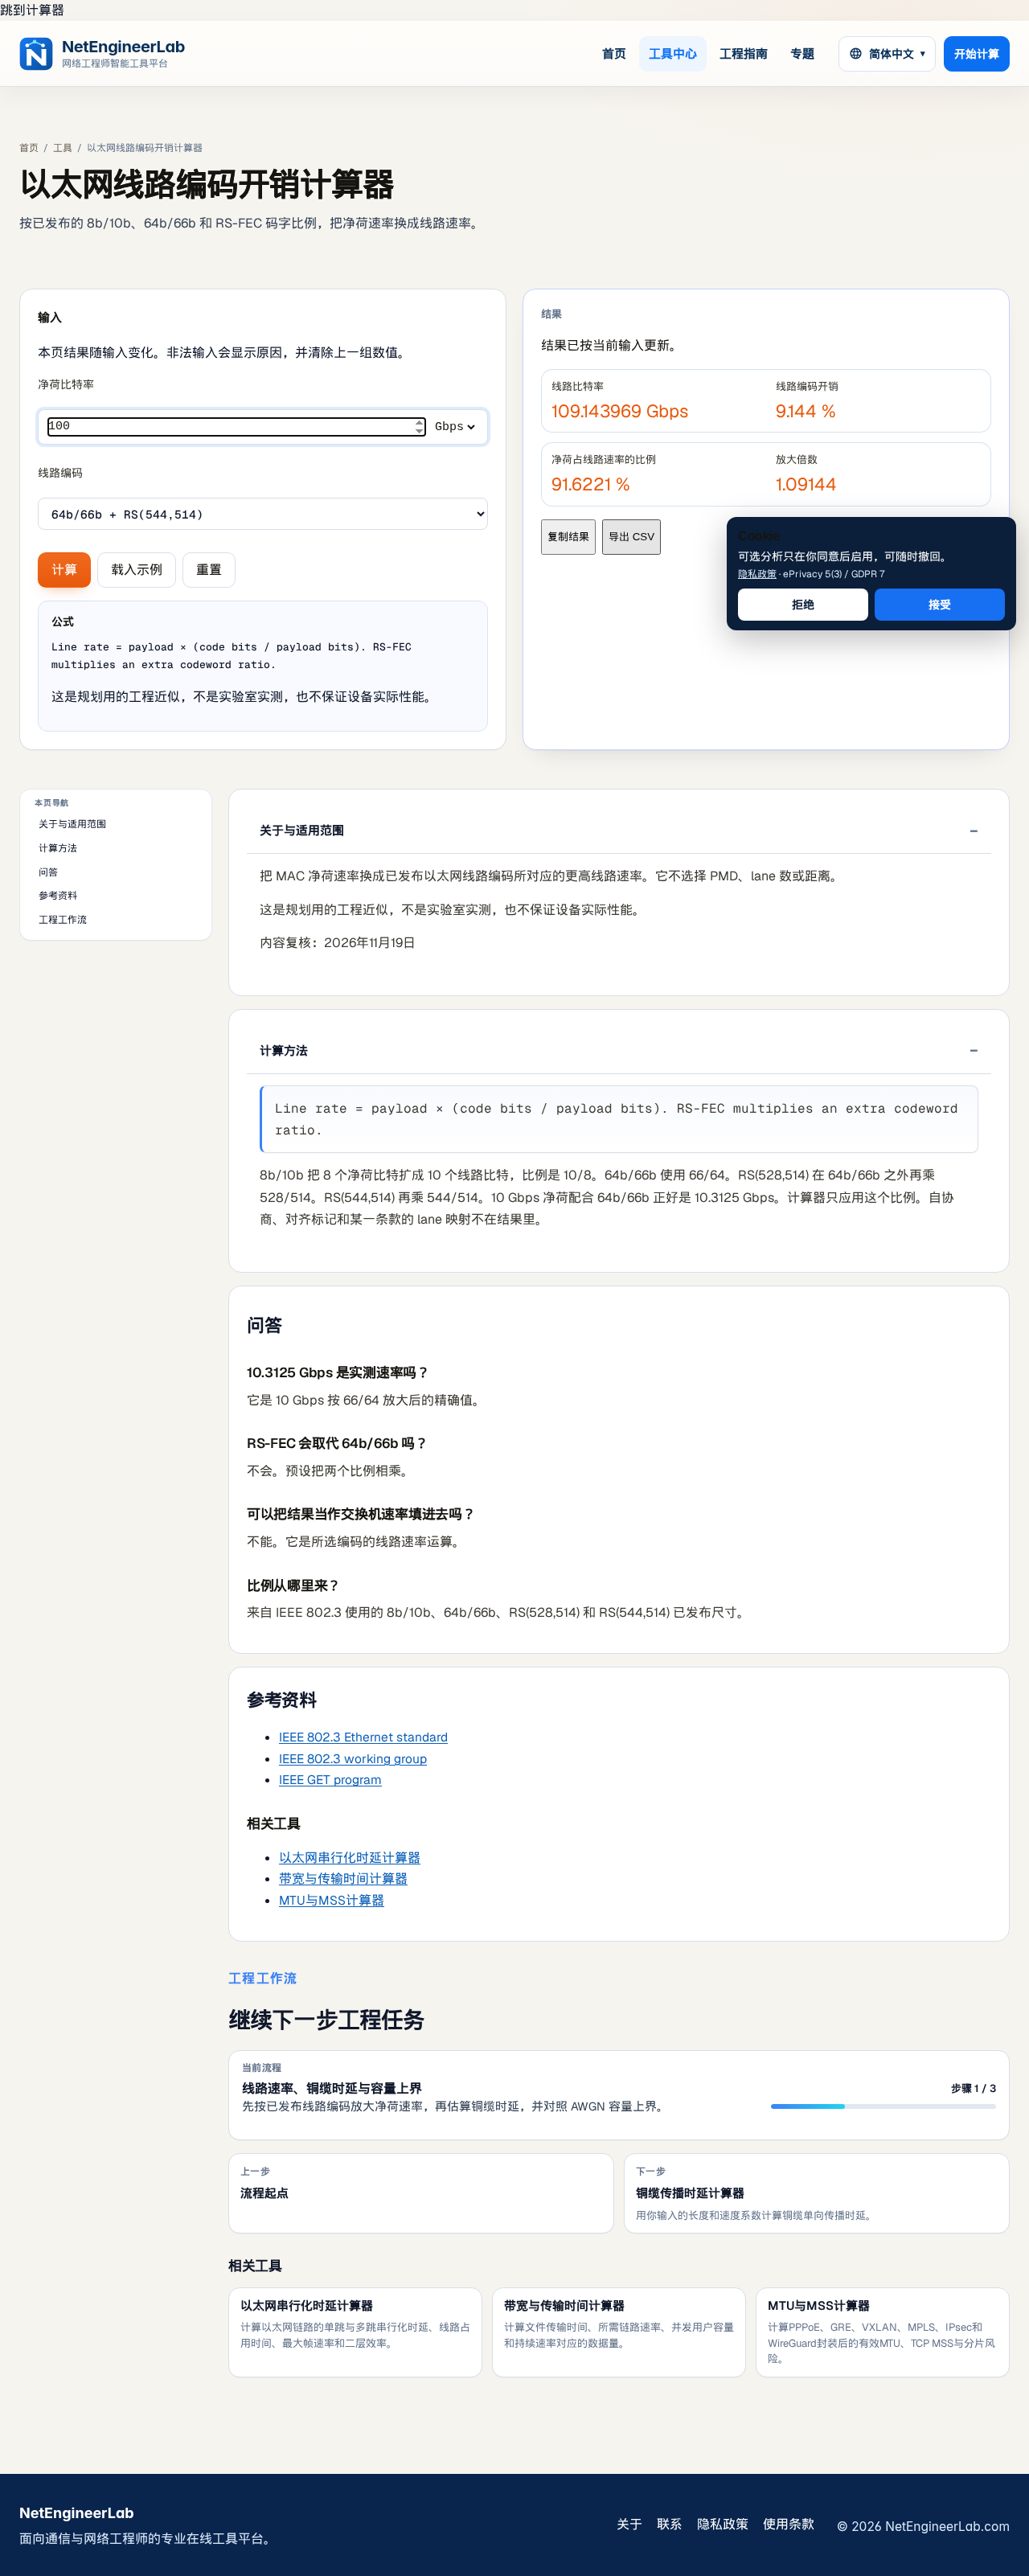 跳到计算器
NetEngineerLab
网络工程师智能工具平台
首页
工具中心
工程指南
专题
简体中文 ▾
开始计算
首页 / 工具 / 以太网线路编码开销计算器
以太网线路编码开销计算器
按已发布的 8b/10b、64b/66b 和 RS-FEC 码字比例，把净荷速率换成线路速率。
输入
本页结果随输入变化。非法输入会显示原因，并清除上一组数值。
净荷比特率
100
Gbps
线路编码
64b/66b + RS(544,514)
计算
载入示例
重置
公式
Line rate = payload × (code bits / payload bits). RS-FEC
multiplies an extra codeword ratio.
这是规划用的工程近似，不是实验室实测，也不保证设备实际性能。
结果
结果已按当前输入更新。
线路比特率
109.143969 Gbps
线路编码开销
9.144 %
净荷占线路速率的比例
91.6221 %
放大倍数
1.09144
复制结果
导出 CSV
Cookie
可选分析只在你同意后启用，可随时撤回。
隐私政策 · ePrivacy 5(3) / GDPR 7
拒绝
接受
本页导航
关于与适用范围
计算方法
问答
参考资料
工程工作流
关于与适用范围
−
把 MAC 净荷速率换成已发布以太网线路编码所对应的更高线路速率。它不选择 PMD、lane 数或距离。
这是规划用的工程近似，不是实验室实测，也不保证设备实际性能。
内容复核：2026年11月19日
计算方法
−
Line rate = payload × (code bits / payload bits). RS-FEC multiplies an extra codeword
ratio.
8b/10b 把 8 个净荷比特扩成 10 个线路比特，比例是 10/8。64b/66b 使用 66/64。RS(528,514) 在 64b/66b 之外再乘
528/514。RS(544,514) 再乘 544/514。10 Gbps 净荷配合 64b/66b 正好是 10.3125 Gbps。计算器只应用这个比例。自协
商、对齐标记和某一条款的 lane 映射不在结果里。
问答
10.3125 Gbps 是实测速率吗？
它是 10 Gbps 按 66/64 放大后的精确值。
RS-FEC 会取代 64b/66b 吗？
不会。预设把两个比例相乘。
可以把结果当作交换机速率填进去吗？
不能。它是所选编码的线路速率运算。
比例从哪里来？
来自 IEEE 802.3 使用的 8b/10b、64b/66b、RS(528,514) 和 RS(544,514) 已发布尺寸。
参考资料
• IEEE 802.3 Ethernet standard
• IEEE 802.3 working group
• IEEE GET program
相关工具
• 以太网串行化时延计算器
• 带宽与传输时间计算器
• MTU与MSS计算器
工程工作流
继续下一步工程任务
当前流程
线路速率、铜缆时延与容量上界
先按已发布线路编码放大净荷速率，再估算铜缆时延，并对照 AWGN 容量上界。
步骤 1 / 3
上一步
流程起点
下一步
铜缆传播时延计算器
用你输入的长度和速度系数计算铜缆单向传播时延。
相关工具
以太网串行化时延计算器
计算以太网链路的单跳与多跳串行化时延、线路占
用时间、最大帧速率和二层效率。
带宽与传输时间计算器
计算文件传输时间、所需链路速率、并发用户容量
和持续速率对应的数据量。
MTU与MSS计算器
计算PPPoE、GRE、VXLAN、MPLS、IPsec和
WireGuard封装后的有效MTU、TCP MSS与分片风
险。
NetEngineerLab
面向通信与网络工程师的专业在线工具平台。
关于
联系
隐私政策
使用条款
© 2026 NetEngineerLab.com